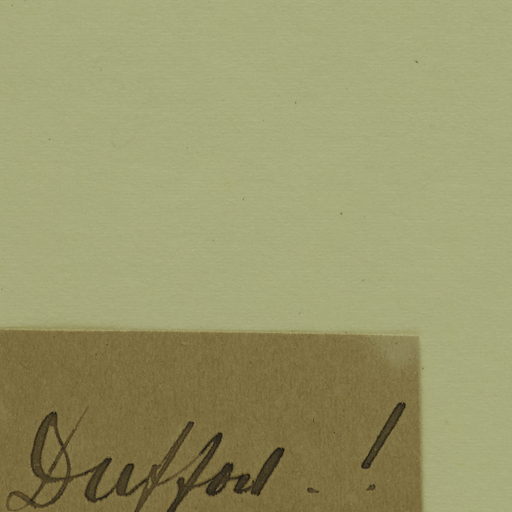 Duffod . !